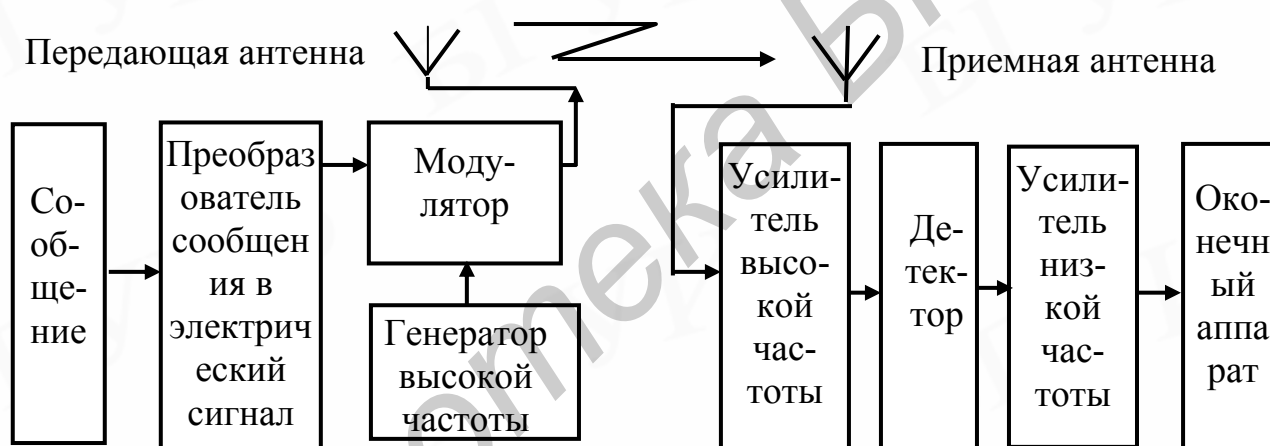 Передающая антенна
Приемная антенна
Со-
об-
ще-
ние
Преобраз
ователь
сообщен
ия в
электрич
еский
сигнал
Моду-
лятор
Генератор
высокой
частоты
Усили-
тель
высо-
кой
час-
тоты
Де-
тек-
тор
Усили-
тель
низ-
кой
час-
тоты
Око-
нечн
ый
аппа
рат